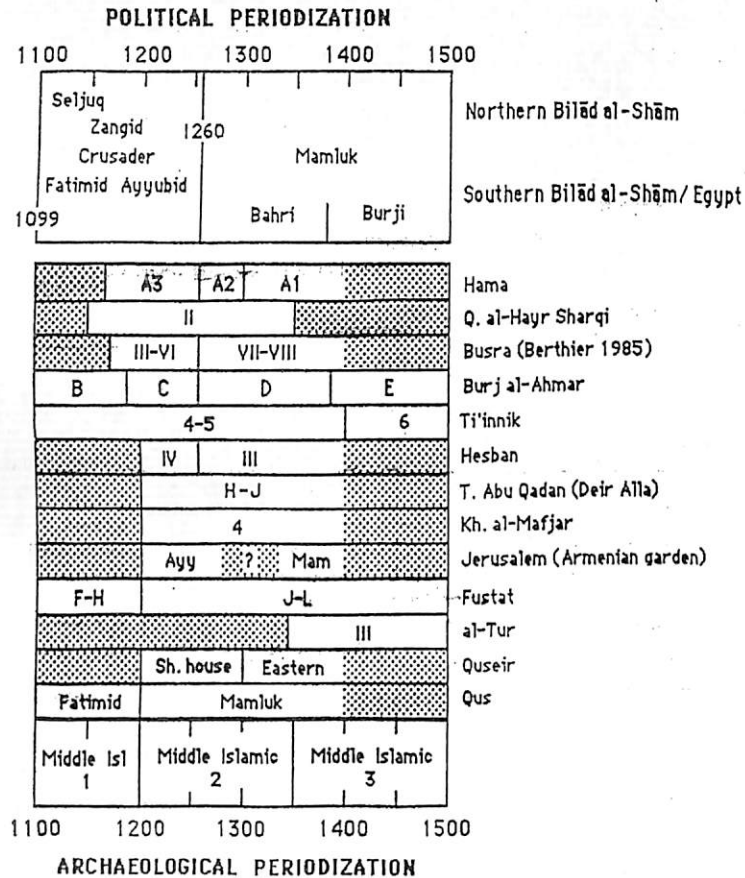 POLITICAL PERIODIZATION
1100 1200 1300 1400 1500
Seljuq
Zangid
1260
Crusader
Mamluk
Fatimid Ayyubid
Northern Bilād al-Shām
Southern Bilād al-Shām/ Egypt
1099
Bahri
Burji
A3 A2 A1 Hama
II Q. al-Hayr Sharqi
III-VI VII-VIII Busra (Berthier 1985)
B C D E Burj al-Ahmar
4-5 6 Ti'innik
IV III Hesban
H-J T. Abu Qadan (Deir Alla)
4 Kh. al-Mafjar
Ayy ? Mam Jerusalem (Armenian garden)
F-H J-L Fustat
III al-Tur
Sh. house Eastern Quseir
Fatimid Mamluk Qus
Middle Isl Middle Islamic Middle Islamic
1 2 3
1100 1200 1300 1400 1500
ARCHAEOLOGICAL PERIODIZATION